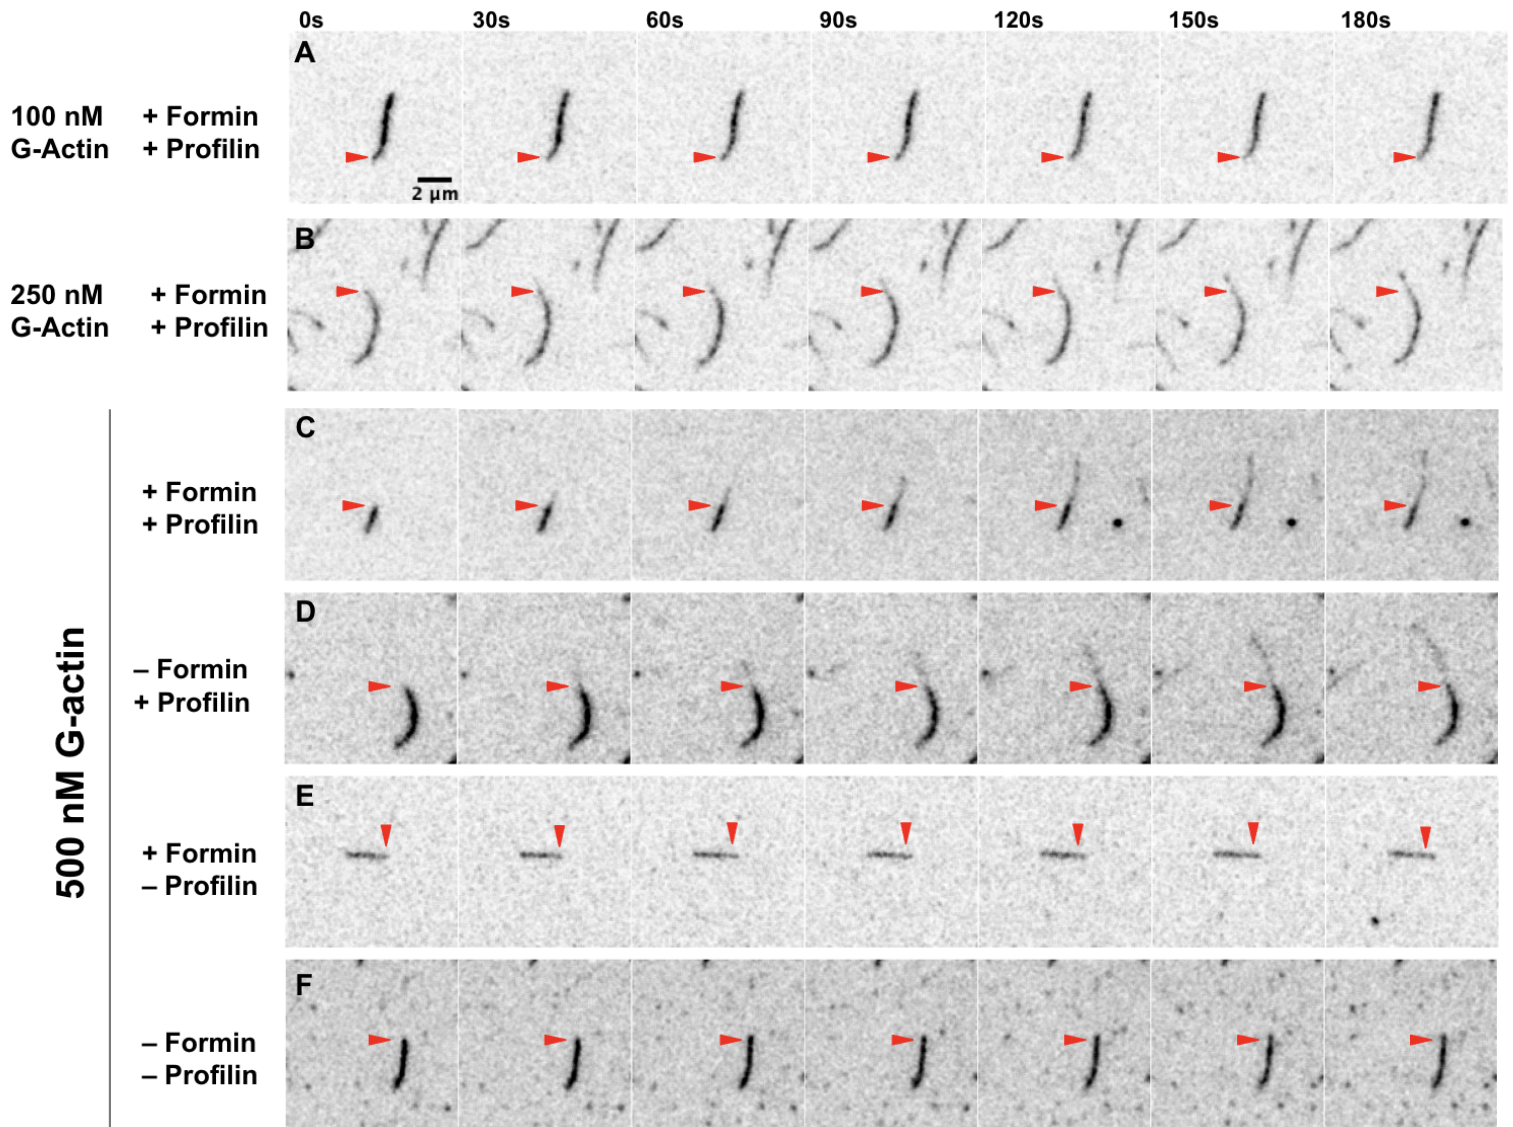 0s 30s 60s 90s 120s 150s 180s
A
100 nM + Formin
G-Actin + Profilin
2 μm
B
250 nM + Formin
G-Actin + Profilin
500 nM G-actin
C
+ Formin
+ Profilin
D
– Formin
+ Profilin
E
+ Formin
– Profilin
F
– Formin
– Profilin